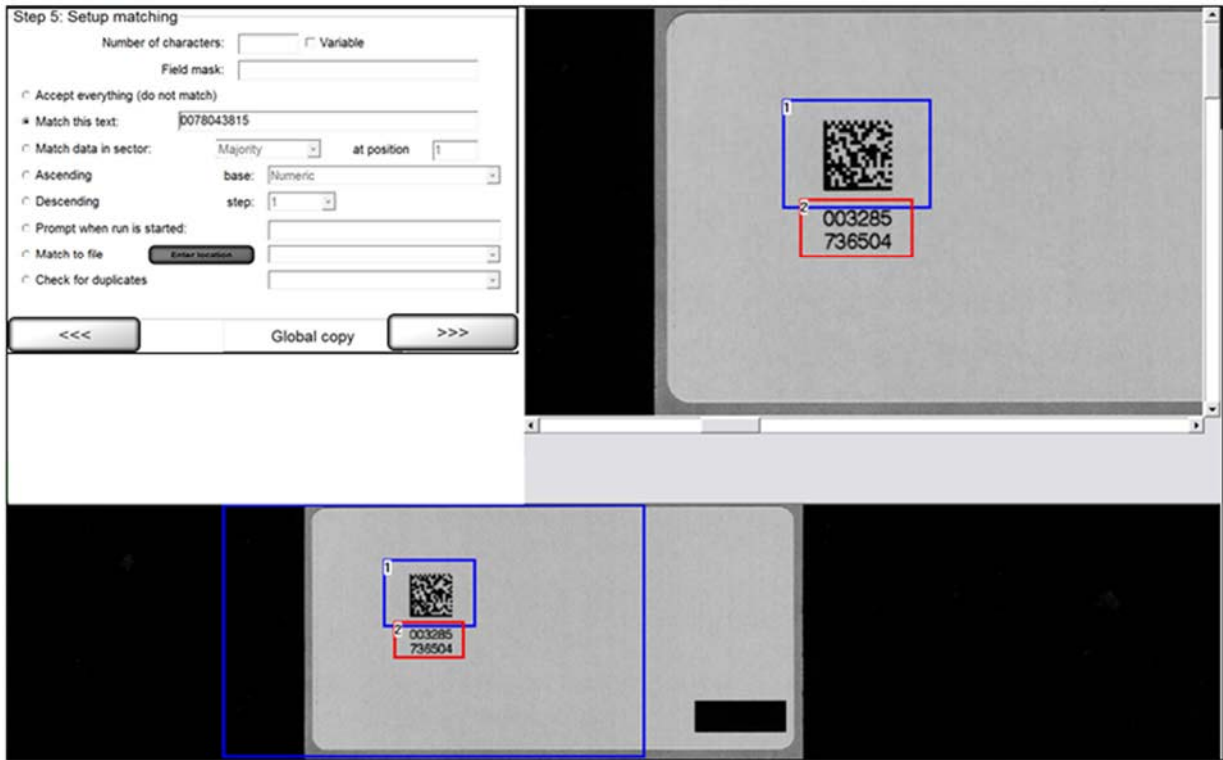 Step 5: Setup matching
Number of characters: Variable
Field mask:
Accept everything (do not match)
Match this text: 0078043815
Match data in sector: Majority at position 1
Ascending base: Numeric
Descending step: 1
Prompt when run is started:
Match to file Enter location
Check for duplicates
<<< Global copy >>>
1
2
003285
736504
1
2
003285
736504